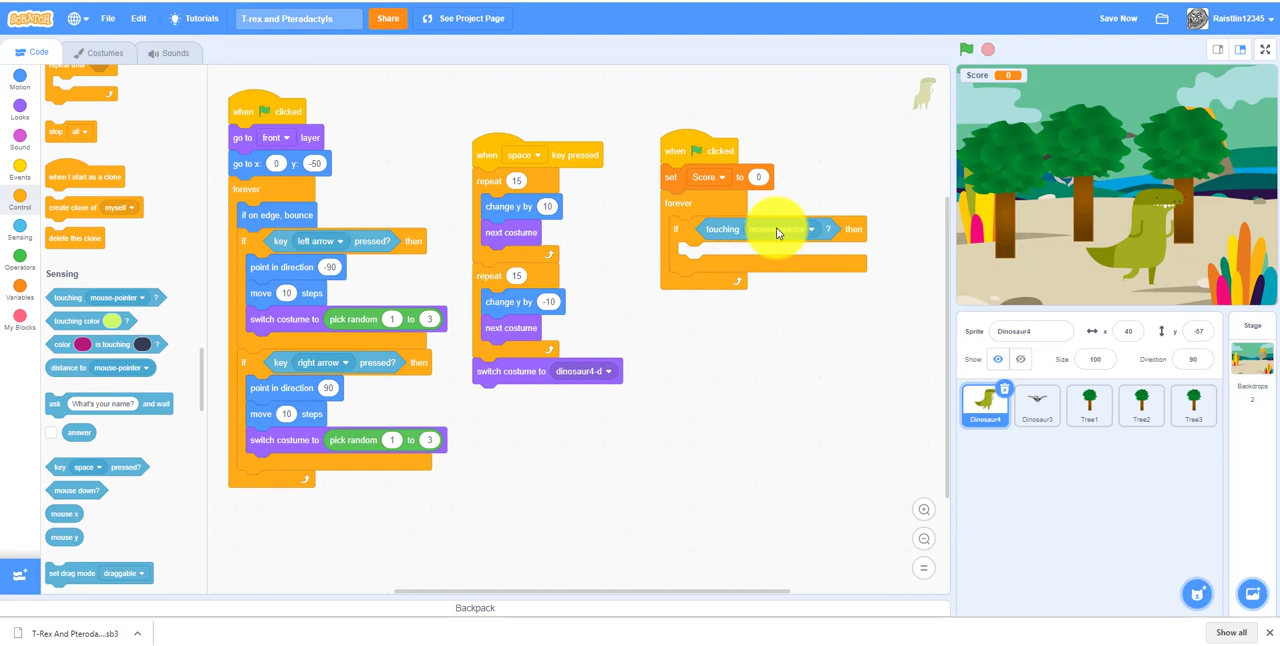 SCRATCH File Edit Tutorials T-rex and Pteradactyls Share See Project Page Save Now Raistlin12345
Code Costumes Sounds
Motion
Looks
Sound
Events
Control
Sensing
Operators
Variables
My Blocks
stop all
when I start as a clone
create clone of myself
delete this clone
Sensing
touching mouse-pointer ?
touching color ?
color is touching ?
distance to mouse-pointer
ask What's your name? and wait
answer
key space pressed?
mouse down?
mouse x
mouse y
set drag mode draggable
when clicked
go to front layer
go to x: 0 y: -50
forever
if on edge, bounce
if key left arrow pressed? then
point in direction -90
move 10 steps
switch costume to pick random 1 to 3
if key right arrow pressed? then
point in direction 90
move 10 steps
switch costume to pick random 1 to 3
when space key pressed
repeat 15
change y by 10
next costume
repeat 15
change y by -10
next costume
switch costume to dinosaur4-d
when clicked
set Score to 0
forever
if touching mouse-pointer ? then
Score 0
Sprite Dinosaur4 x 40 y -57
Show Size 100 Direction 90
Dinosaur4 Dinosaur3 Tree1 Tree2 Tree3
Stage
Backdrops
2
Backpack
T-Rex And Pteroda....sb3 Show all